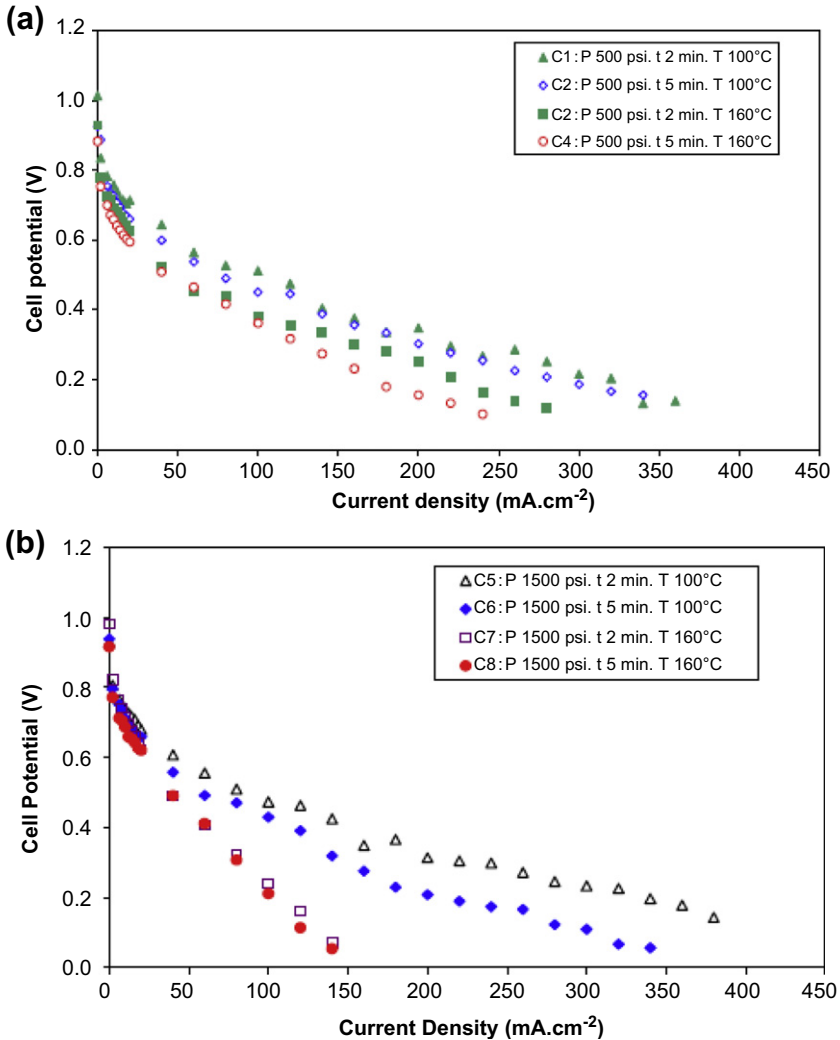 (a)
1.2
1.0
0.8
0.6
0.4
0.2
0.0
Cell potential (V)
C1: P 500 psi. t 2 min. T 100°C
C2: P 500 psi. t 5 min. T 100°C
C2: P 500 psi. t 2 min. T 160°C
C4: P 500 psi. t 5 min. T 160°C
0 50 100 150 200 250 300 350 400 450
Current density (mA.cm-2)
(b)
1.2
1.0
0.8
0.6
0.4
0.2
0.0
Cell Potential (V)
C5: P 1500 psi. t 2 min. T 100°C
C6: P 1500 psi. t 5 min. T 100°C
C7: P 1500 psi. t 2 min. T 160°C
C8: P 1500 psi. t 5 min. T 160°C
0 50 100 150 200 250 300 350 400 450
Current Density (mA.cm-2)